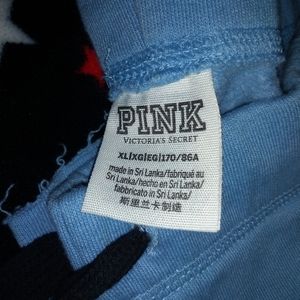 PINK
VICTORIA'S SECRET
XL|XG|EG|170/86A
made in Sri Lanka/fabriqué au
Sri Lanka/hecho en Sri Lanka/
fabbricato in Sri Lanka/
斯里兰卡制造